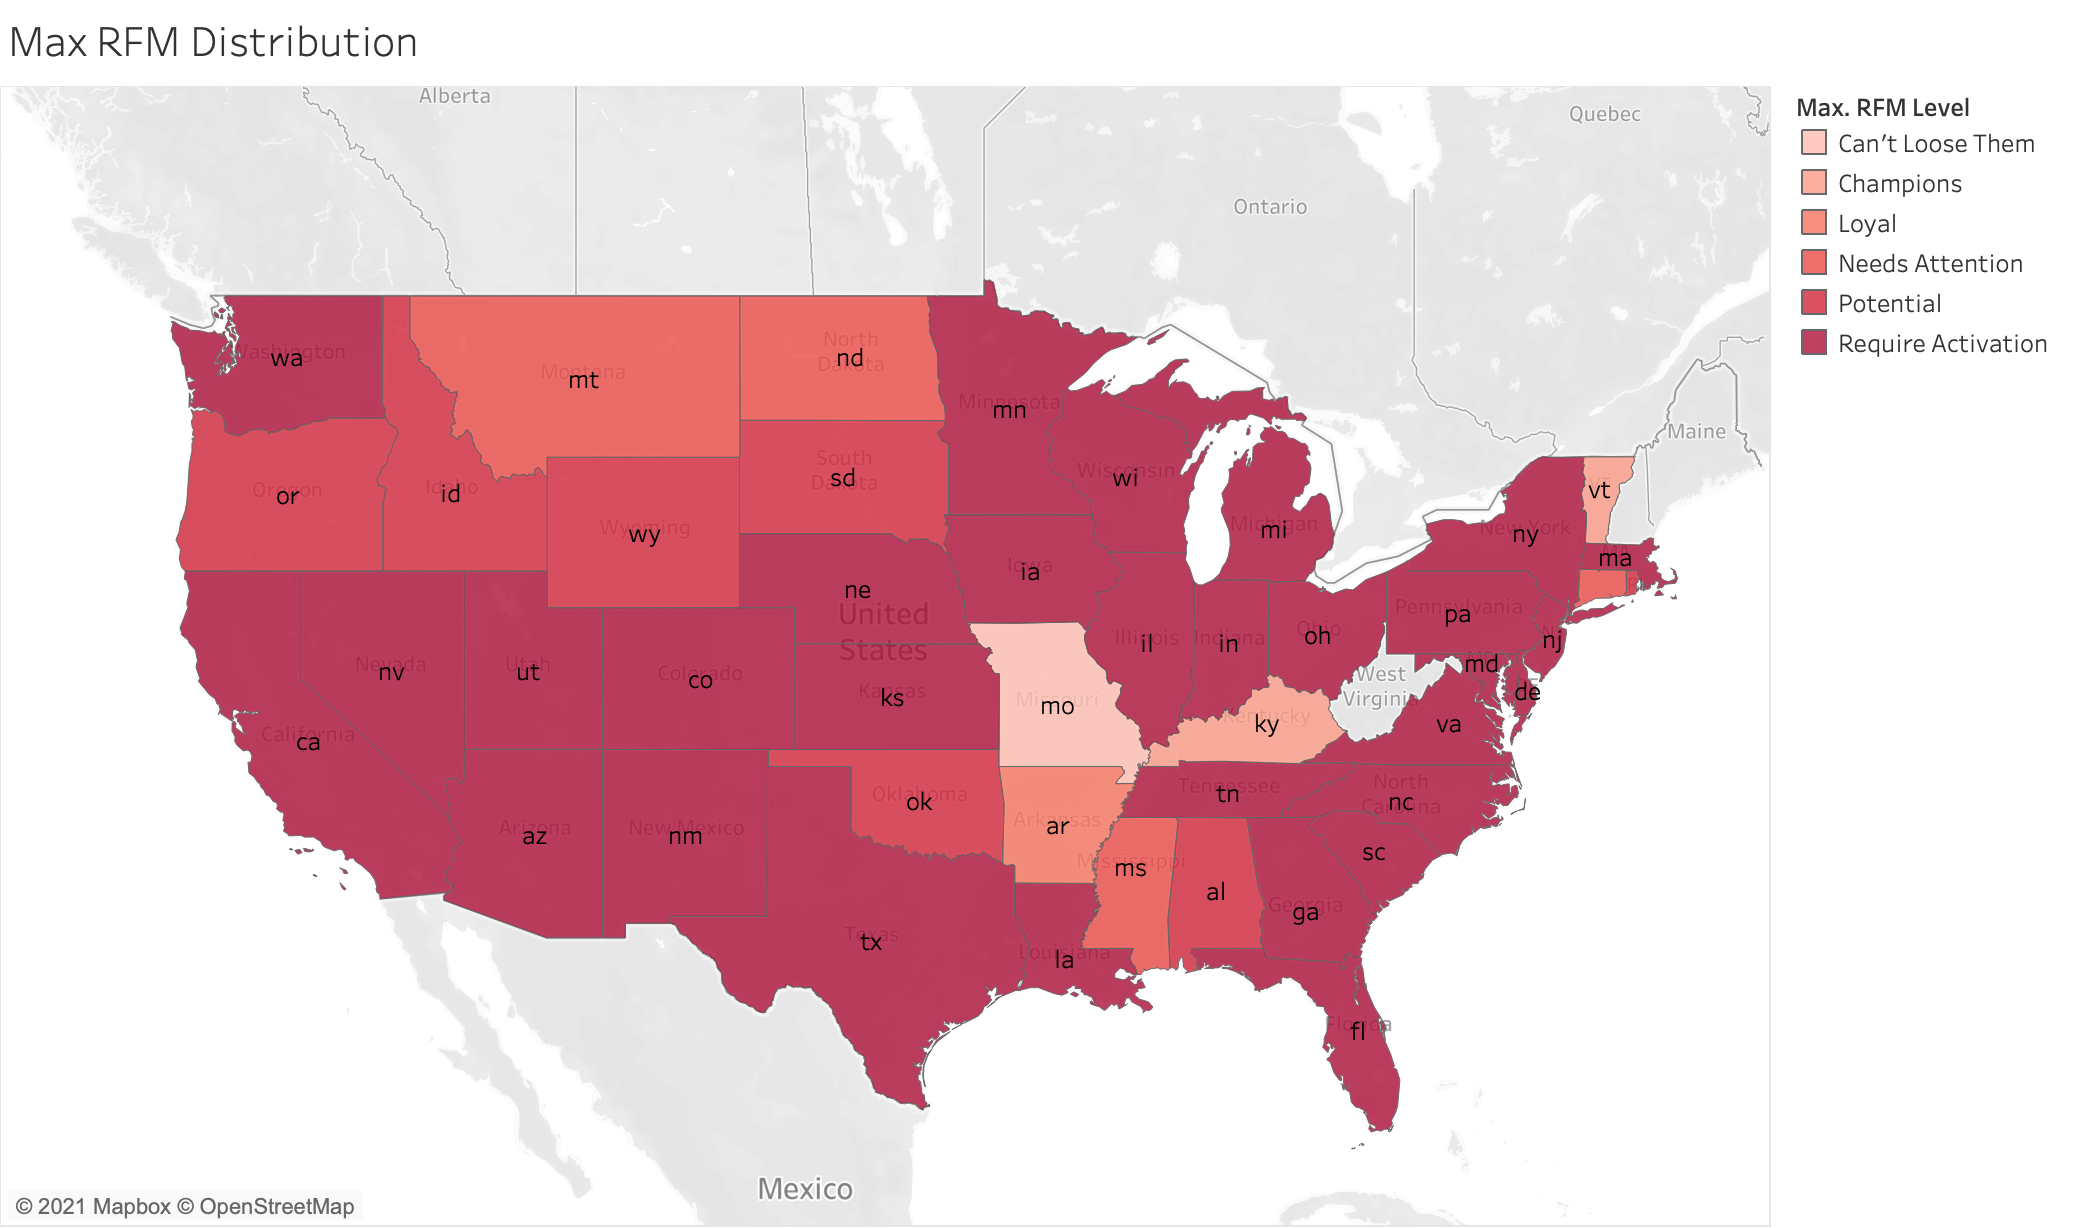 Max RFM Distribution
Alberta
Quebec
Ontario
Maine
Max. RFM Level
Can't Loose Them
Champions
Loyal
Needs Attention
Potential
Require Activation
Washington
wa
Montana
mt
North
Dakota
nd
Minnesota
mn
Oregon
or
Idaho
id
Wyoming
wy
South
Dakota
sd
Wisconsin
wi
Michigan
mi
New York
ny
vt
MA
ma
RI
Iowa
ia
ne
United
States
Nevada
nv
Utah
ut
Colorado
co
Kansas
ks
Missouri
mo
Illinois
il
Indiana
in
Ohio
oh
Pennsylvania
pa
NJ
nj
MD
md
DE
de
West
Virginia
va
Kentucky
ky
California
ca
Arizona
az
New Mexico
nm
Oklahoma
ok
Arkansas
ar
Tennessee
tn
North
Carolina
nc
sc
Mississippi
ms
al
Georgia
ga
Texas
tx
Louisiana
la
Florida
fl
Mexico
© 2021 Mapbox © OpenStreetMap